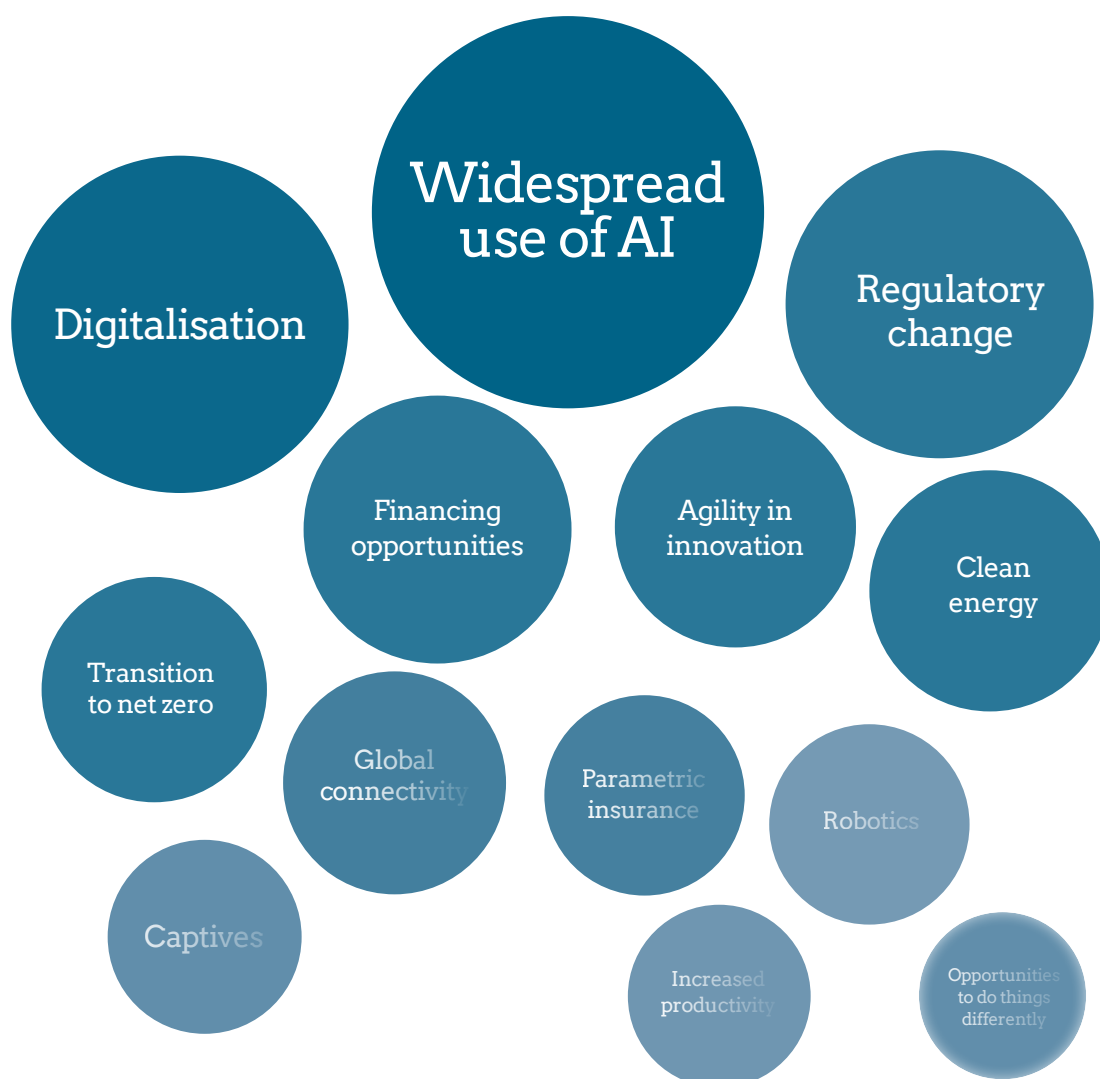 Widespread
use of AI
Digitalisation
Regulatory
change
Financing
opportunities
Agility in
innovation
Clean
energy
Transition
to net zero
Global
connectivity
Parametric
insurance
Robotics
Captives
Increased
productivity
Opportunities
to do things
differently